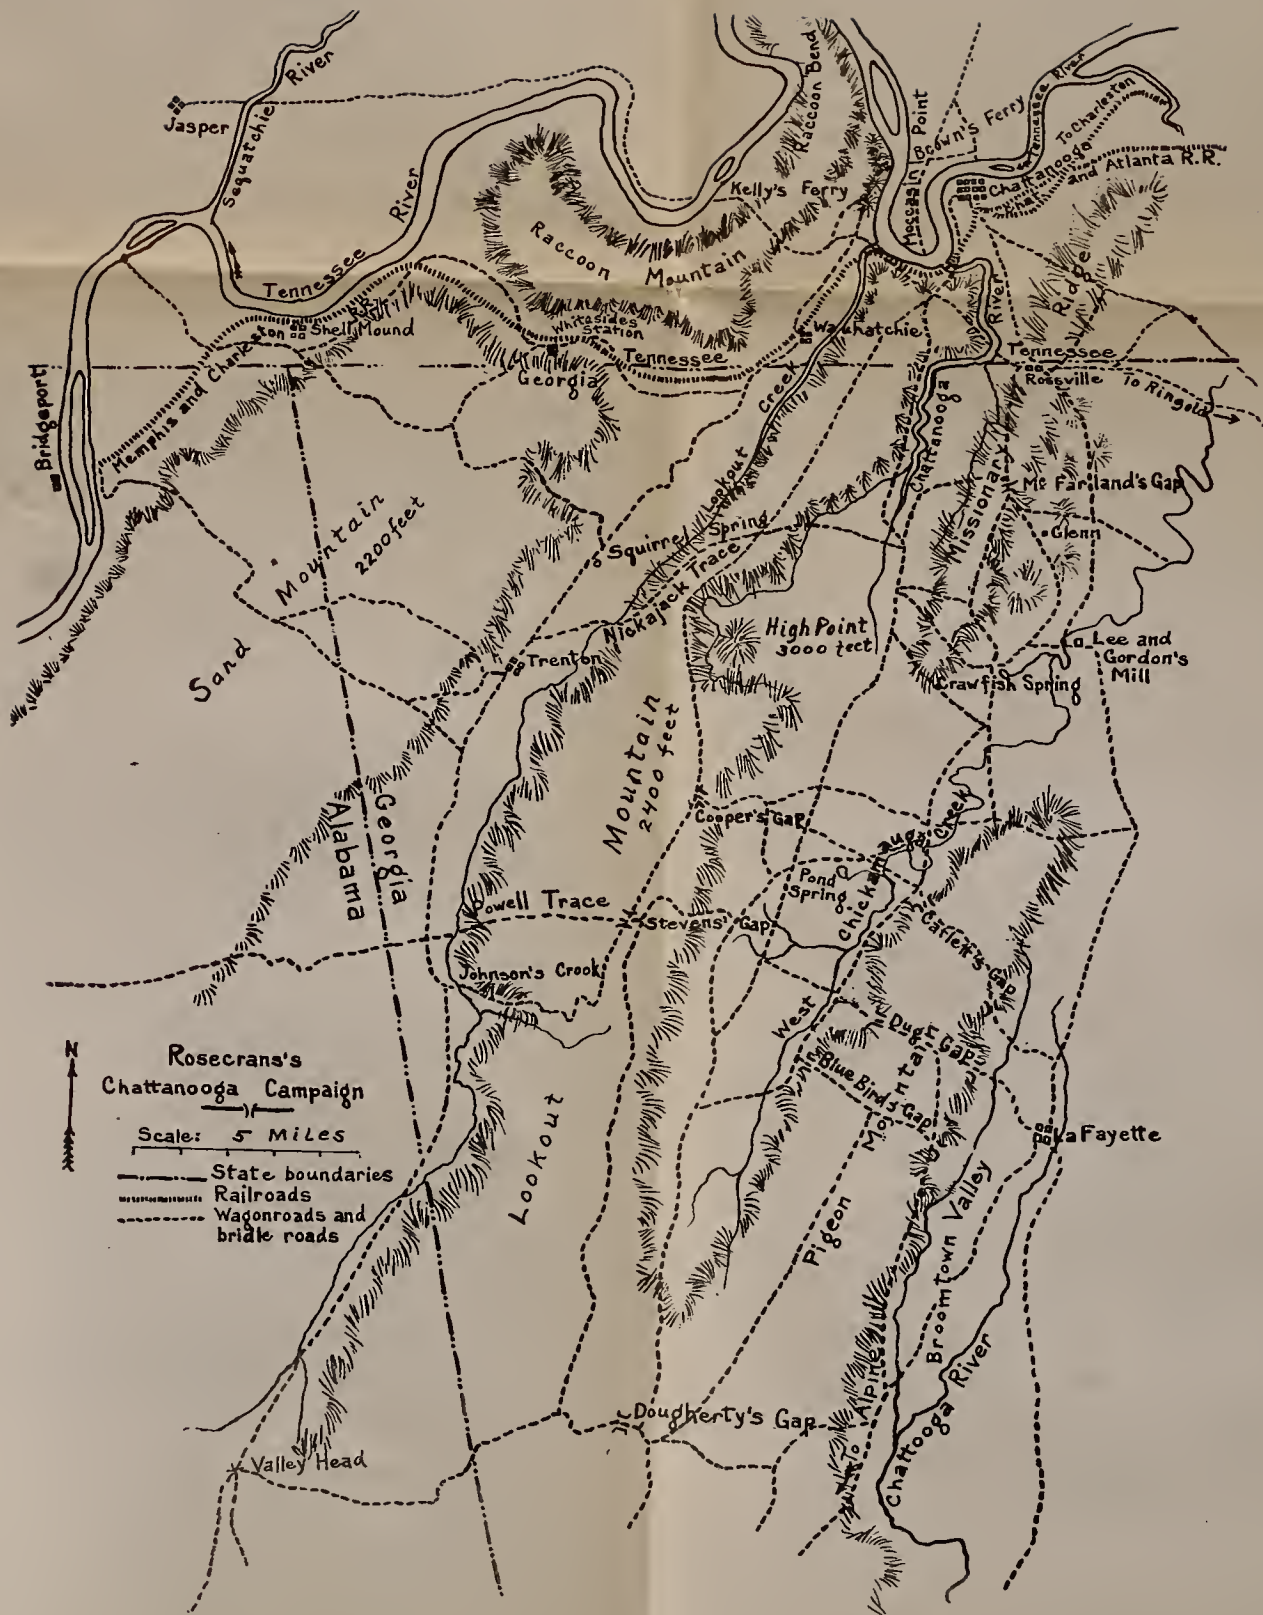 Jasper
Sequatchie River
Raccoon Bend
Moccasin Point
Brown's Ferry
Tennessee River
To Charleston
Chattanooga
and Atlanta R.R.
Kelly's Ferry
Raccoon Mountain
Tennessee River
Shell Mound
Whitesides
Station
Wauhatchie
River
Ridge
Tennessee
Georgia
Tennessee
Rossville
To Ringold
Bridgeport
Memphis and Charleston R.R.
Lookout Creek
Chattanooga
Missionary
Mc Farland's Gap
Glenn
Sand Mountain
2200 feet
Squirrel Spring
Nickajack Trace
High Point
3000 feet
Lee and
Gordon's
Mill
Crawfish Spring
Trenton
Mountain
2400 feet
Georgia
Alabama
Cooper's Gap
Pond
Spring
West Chickamauga Creek
Powell Trace
Stevens' Gap
Catlett's Gap
Johnson's Crook
Dug Gap
Blue Bird's Gap
LaFayette
Lookout
Pigeon Mountain
Broomtown Valley
Chattooga River
To Alpine
Dougherty's Gap
Valley Head
N
Rosecrans's
Chattanooga Campaign
Scale: 5 MILES
State boundaries
Railroads
Wagonroads and
bridle roads